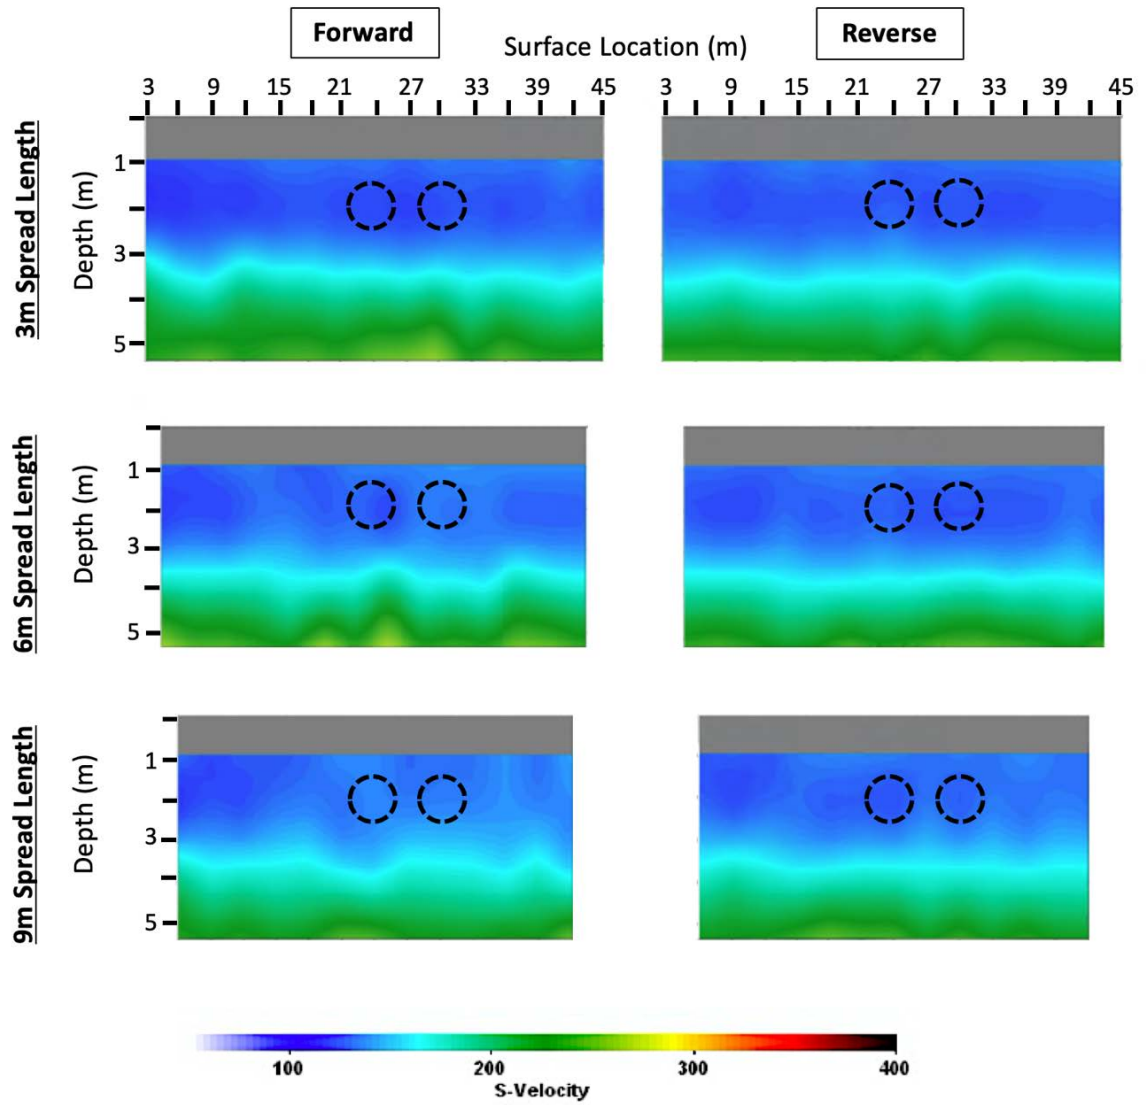 Forward
Surface Location (m)
Reverse
3 9 15 21 27 33 39 45
3 9 15 21 27 33 39 45
3m Spread Length
Depth (m)
1
3
5
6m Spread Length
Depth (m)
1
3
5
9m Spread Length
Depth (m)
1
3
5
100 200 300 400
S-Velocity